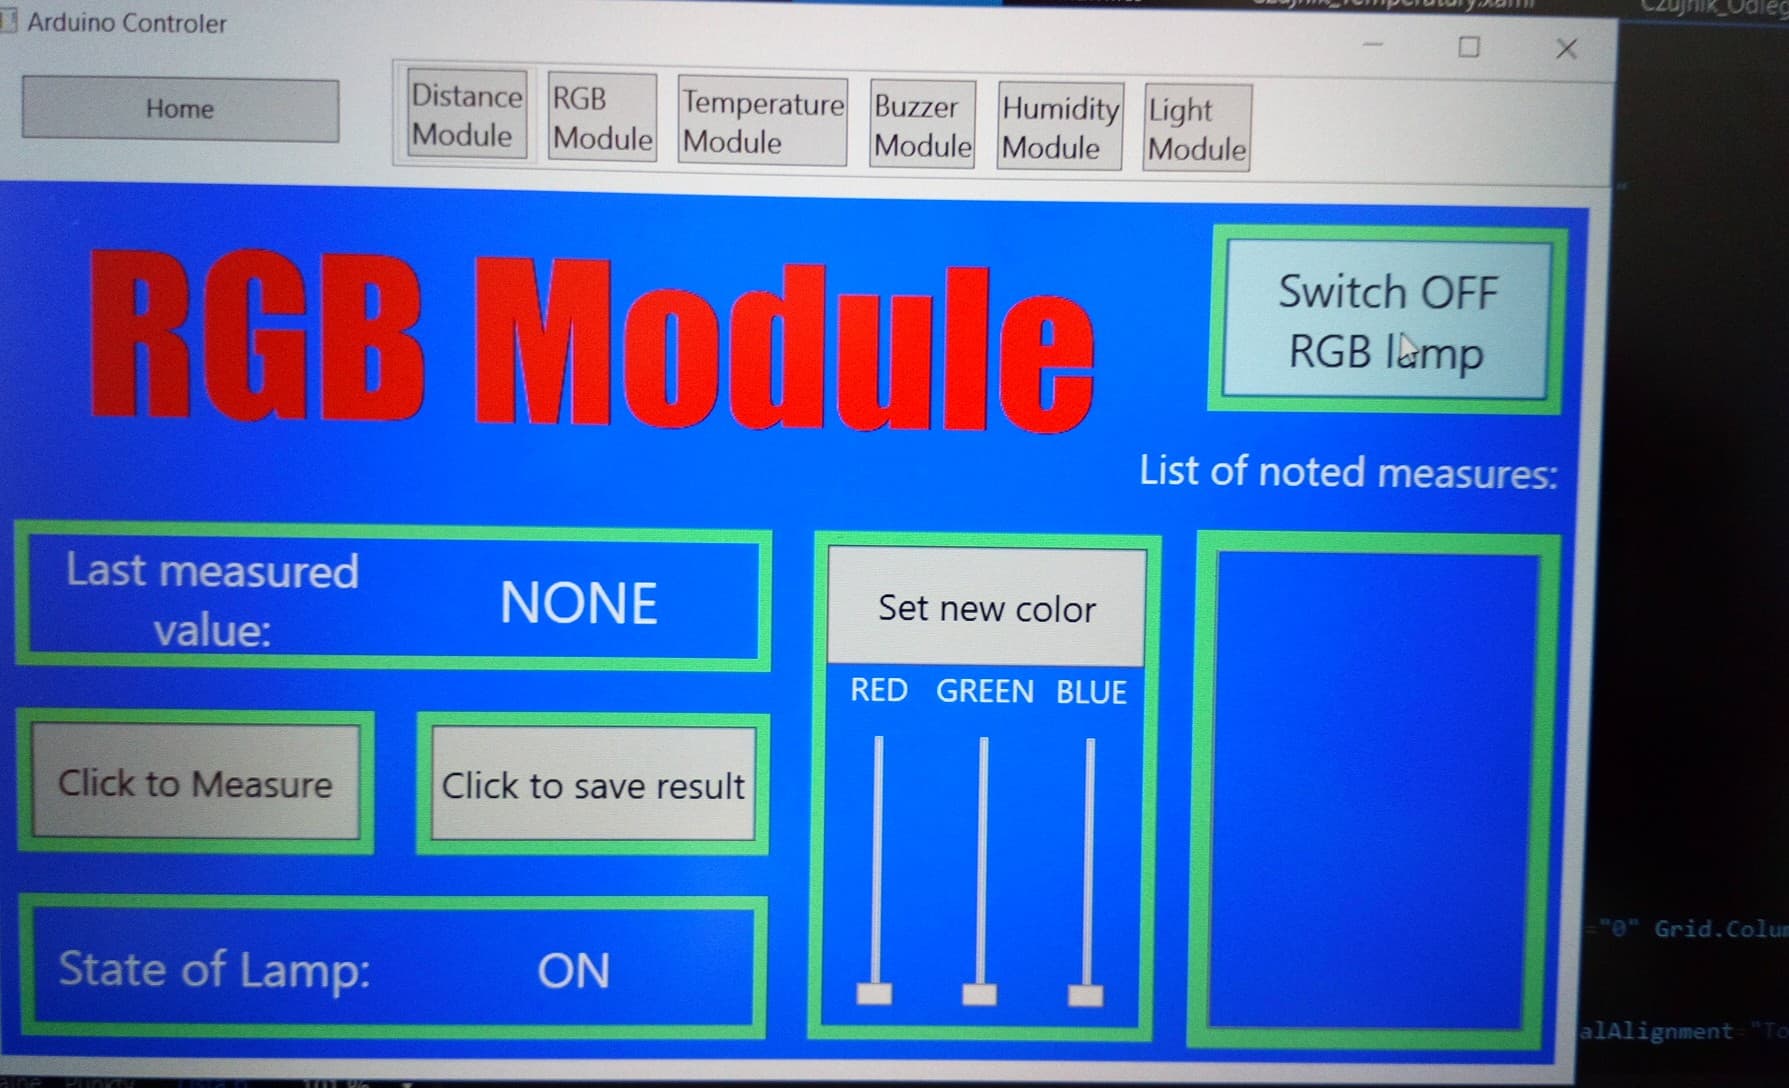 Arduino Controler
Home
Distance
Module
RGB
Module
Temperature
Module
Buzzer
Module
Humidity
Module
Light
Module
RGB Module
Switch OFF
RGB lamp
List of noted measures:
Last measured
value:
NONE
Set new color
RED GREEN BLUE
Click to Measure
Click to save result
State of Lamp:
ON
="0" Grid.Colum
alAlignment="To